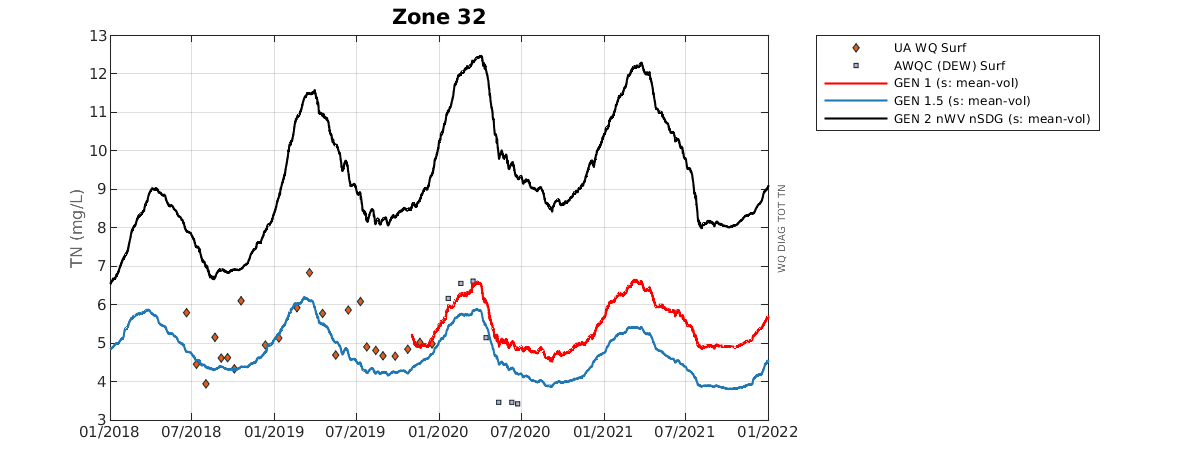 Zone 32
TN (mg/L)
13
12
11
10
9
8
7
6
5
4
3
01/2018 07/2018 01/2019 07/2019 01/2020 07/2020 01/2021 07/2021 01/2022
WQ DIAG TOT TN
UA WQ Surf
AWQC (DEW) Surf
GEN 1 (s: mean-vol)
GEN 1.5 (s: mean-vol)
GEN 2 nWV nSDG (s: mean-vol)